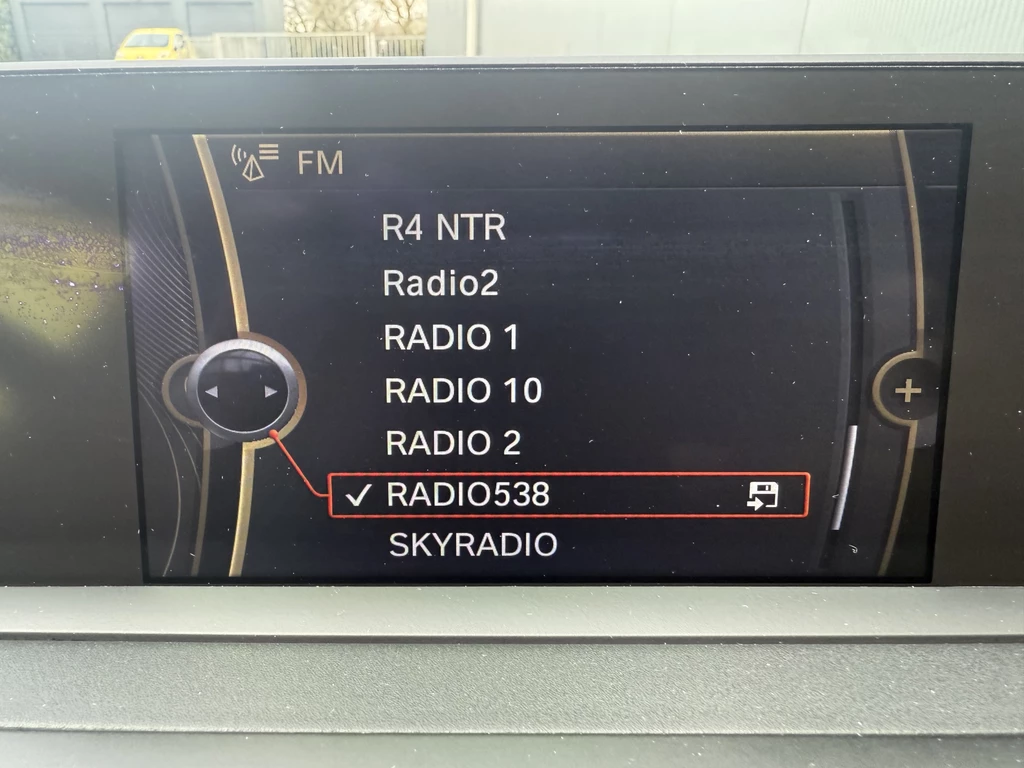 FM
R4 NTR
Radio2
RADIO 1
RADIO 10
RADIO 2
RADIO538
SKYRADIO